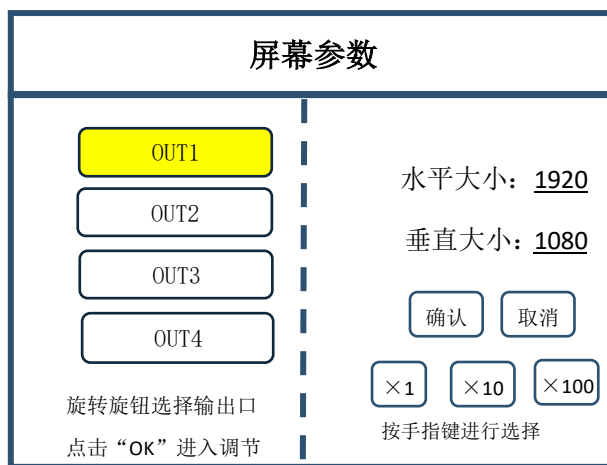 屏幕参数
OUT1
OUT2
OUT3
OUT4
旋转旋钮选择输出口
点击“OK”进入调节
水平大小：1920
垂直大小：1080
确认 取消
×1 ×10 ×100
按手指键进行选择